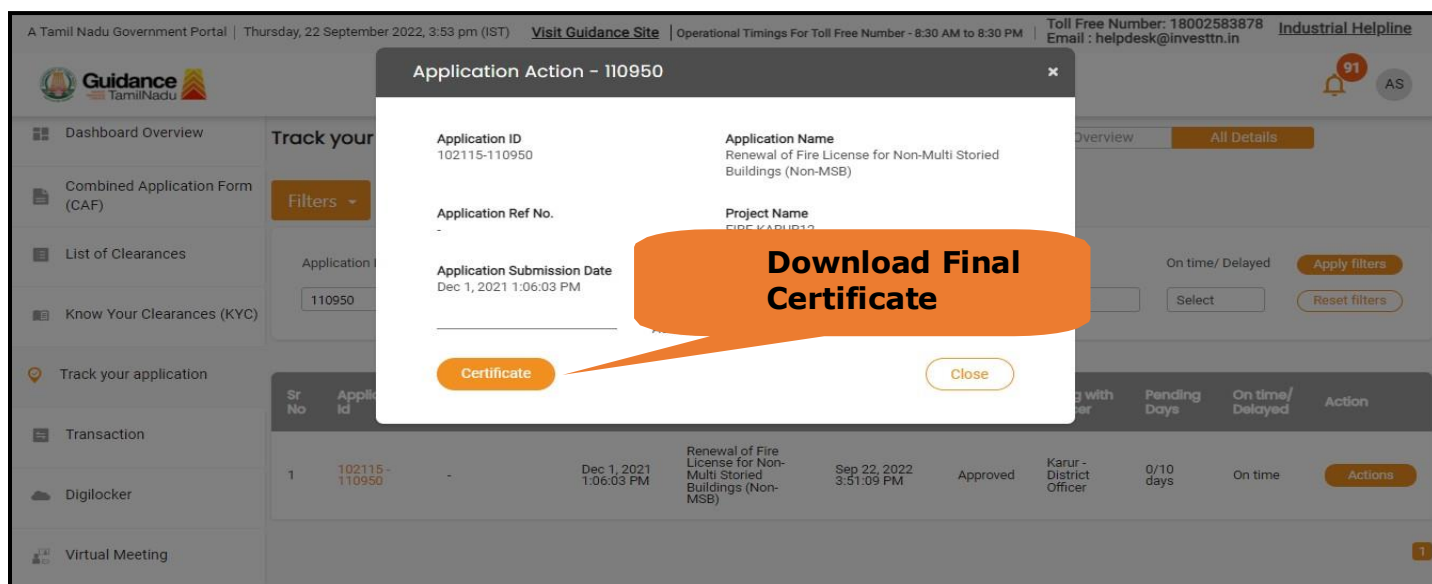 A Tamil Nadu Government Portal | Thursday, 22 September 2022, 3:53 pm (IST) Visit Guidance Site | Operational Timings For Toll Free Number - 8:30 AM to 8:30 PM | Toll Free Number: 18002583878 Industrial Helpline
Email : helpdesk@investtn.in
Guidance
TamilNadu
Application Action - 110950 ×
91
AS
Dashboard Overview
Track your
Overview
All Details
Application ID
102115-110950
Application Name
Renewal of Fire License for Non-Multi Storied
Buildings (Non-MSB)
Combined Application Form
(CAF)
Filters
Application Ref No.
-
Project Name
FIRE KARUR12
List of Clearances
Application
Application Submission Date
Dec 1, 2021 1:06:03 PM
Download Final
Certificate
On time/ Delayed
Apply filters
110950
Select
Reset filters
Know Your Clearances (KYC)
Certificate
Close
Track your application
Sr
No
Id
Pending
Days
On time/
Delayed
Action
Transaction
1
102115 -
110950
-
Dec 1, 2021
1:06:03 PM
Renewal of Fire
License for Non-
Multi Storied
Buildings (Non-
MSB)
Sep 22, 2022
3:51:09 PM
Approved
Karur -
District
Officer
0/10
days
On time
Actions
Digilocker
Virtual Meeting
1